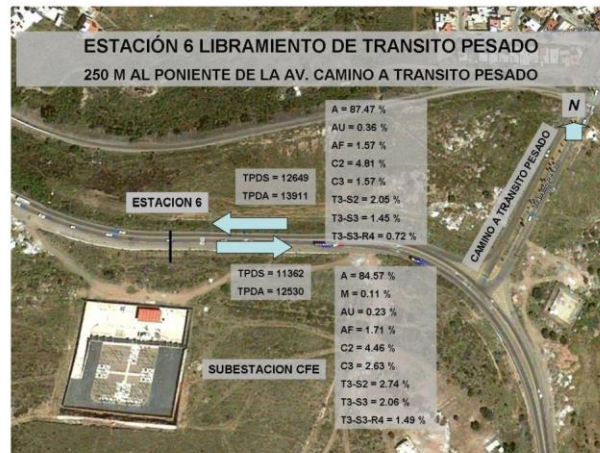 ESTACIÓN 6 LIBRAMIENTO DE TRANSITO PESADO
250 M AL PONIENTE DE LA AV. CAMINO A TRANSITO PESADO
N
A = 87.47 %
AU = 0.36 %
AF = 1.57 %
C2 = 4.81 %
C3 = 1.57 %
T3-S2 = 2.05 %
T3-S3 = 1.45 %
T3-S3-R4 = 0.72 %
TPDS = 12649
TPDA = 13911
ESTACION 6
CAMINO A TRANSITO PESADO
TPDS = 11362
TPDA = 12530
A = 84.57 %
M = 0.11 %
AU = 0.23 %
AF = 1.71 %
C2 = 4.46 %
C3 = 2.63 %
T3-S2 = 2.74 %
T3-S3 = 2.06 %
T3-S3-R4 = 1.49 %
SUBESTACION CFE